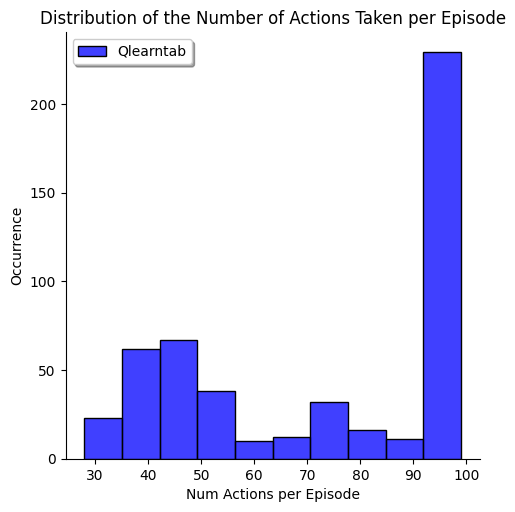 Distribution of the Number of Actions Taken per Episode
Qlearntab
200
150
100
50
0
Occurrence
30 40 50 60 70 80 90 100
Num Actions per Episode